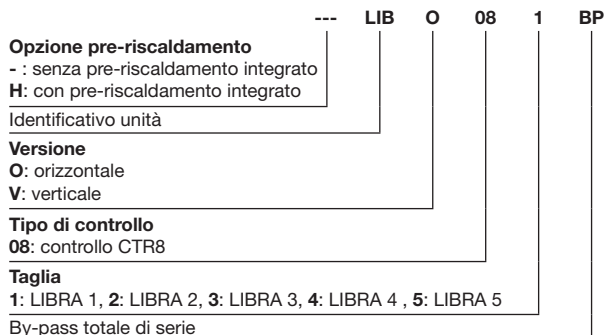 --- LIB O 08 1 BP
Opzione pre-riscaldamento
- : senza pre-riscaldamento integrato
H: con pre-riscaldamento integrato
Identificativo unità
Versione
O: orizzontale
V: verticale
Tipo di controllo
08: controllo CTR8
Taglia
1: LIBRA 1, 2: LIBRA 2, 3: LIBRA 3, 4: LIBRA 4 , 5: LIBRA 5
By-pass totale di serie